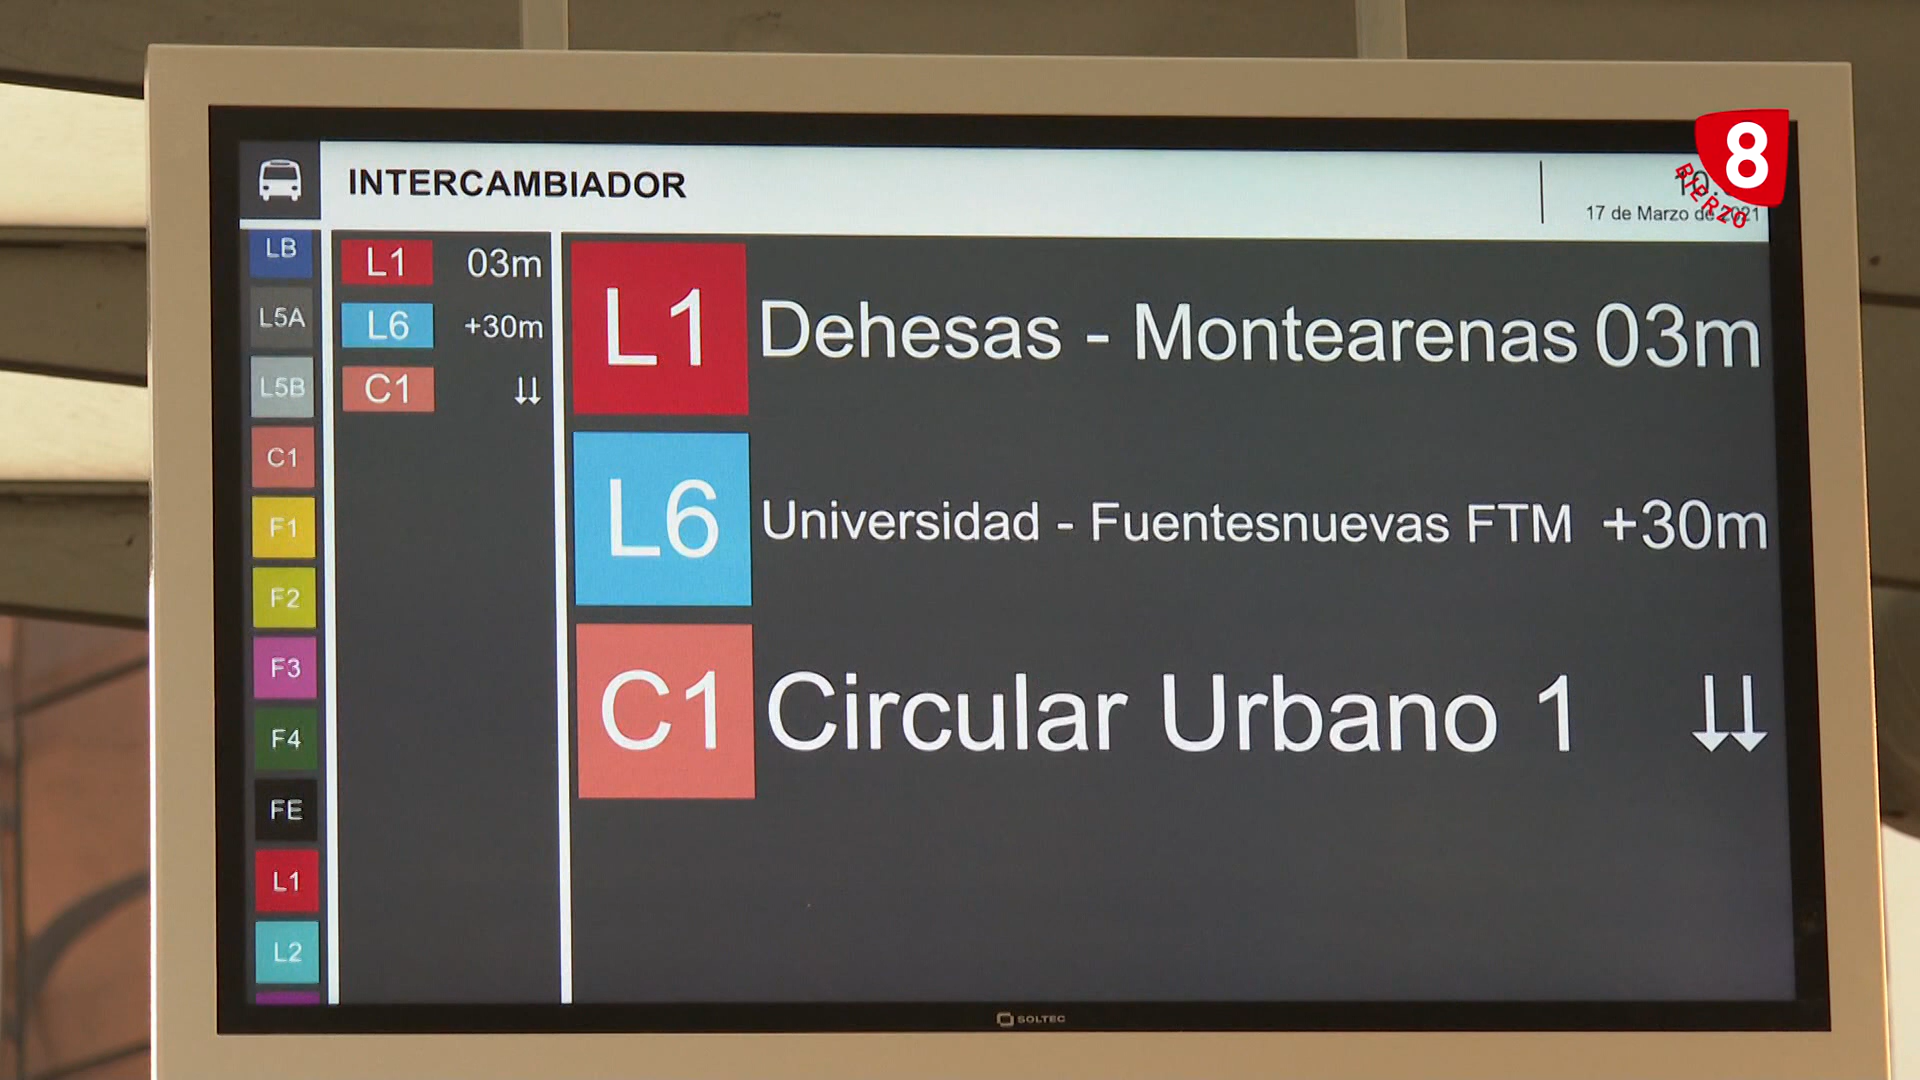 INTERCAMBIADOR
17 de Marzo de 2021
8
BIERZO
LB
L5A
L5B
C1
F1
F2
F3
F4
FE
L1
L2
L1 03m
L6 +30m
C1 ↓↓
L1 Dehesas - Montearenas 03m
L6 Universidad - Fuentesnuevas FTM +30m
C1 Circular Urbano 1 ↓↓
SOLTEC